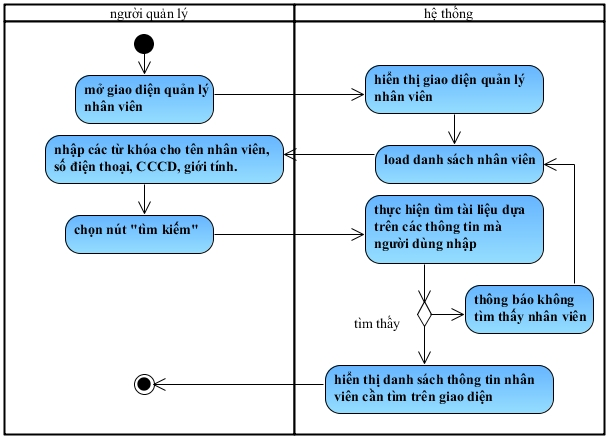 người quản lý
hệ thống
mở giao diện quản lý
nhân viên
hiển thị giao diện quản lý
nhân viên
nhập các từ khóa cho tên nhân viên,
số điện thoại, CCCD, giới tính.
load danh sách nhân viên
chọn nút "tìm kiếm"
thực hiện tìm tài liệu dựa
trên các thông tin mà
người dùng nhập
thông báo không
tìm thấy nhân viên
tìm thấy
hiển thị danh sách thông tin nhân
viên cần tìm trên giao diện